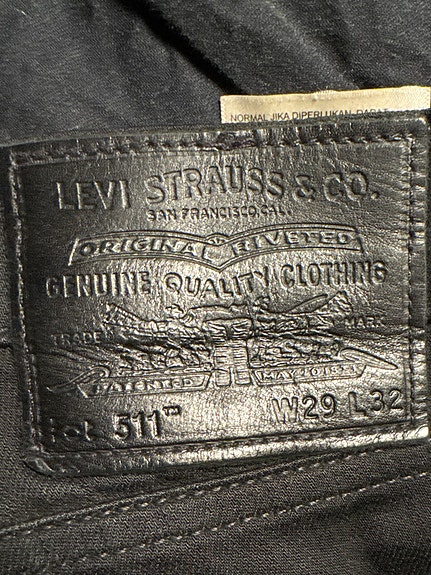 NORMAL JIKA DIPERLUKAN. DAPAT
LEVI STRAUSS & CO.
SAN FRANCISCO, CAL.
ORIGINAL RIVETED
GENUINE QUALITY CLOTHING
TRADE MARK
PATENTED MAY 20 1873
Lot 511™ W29 L32